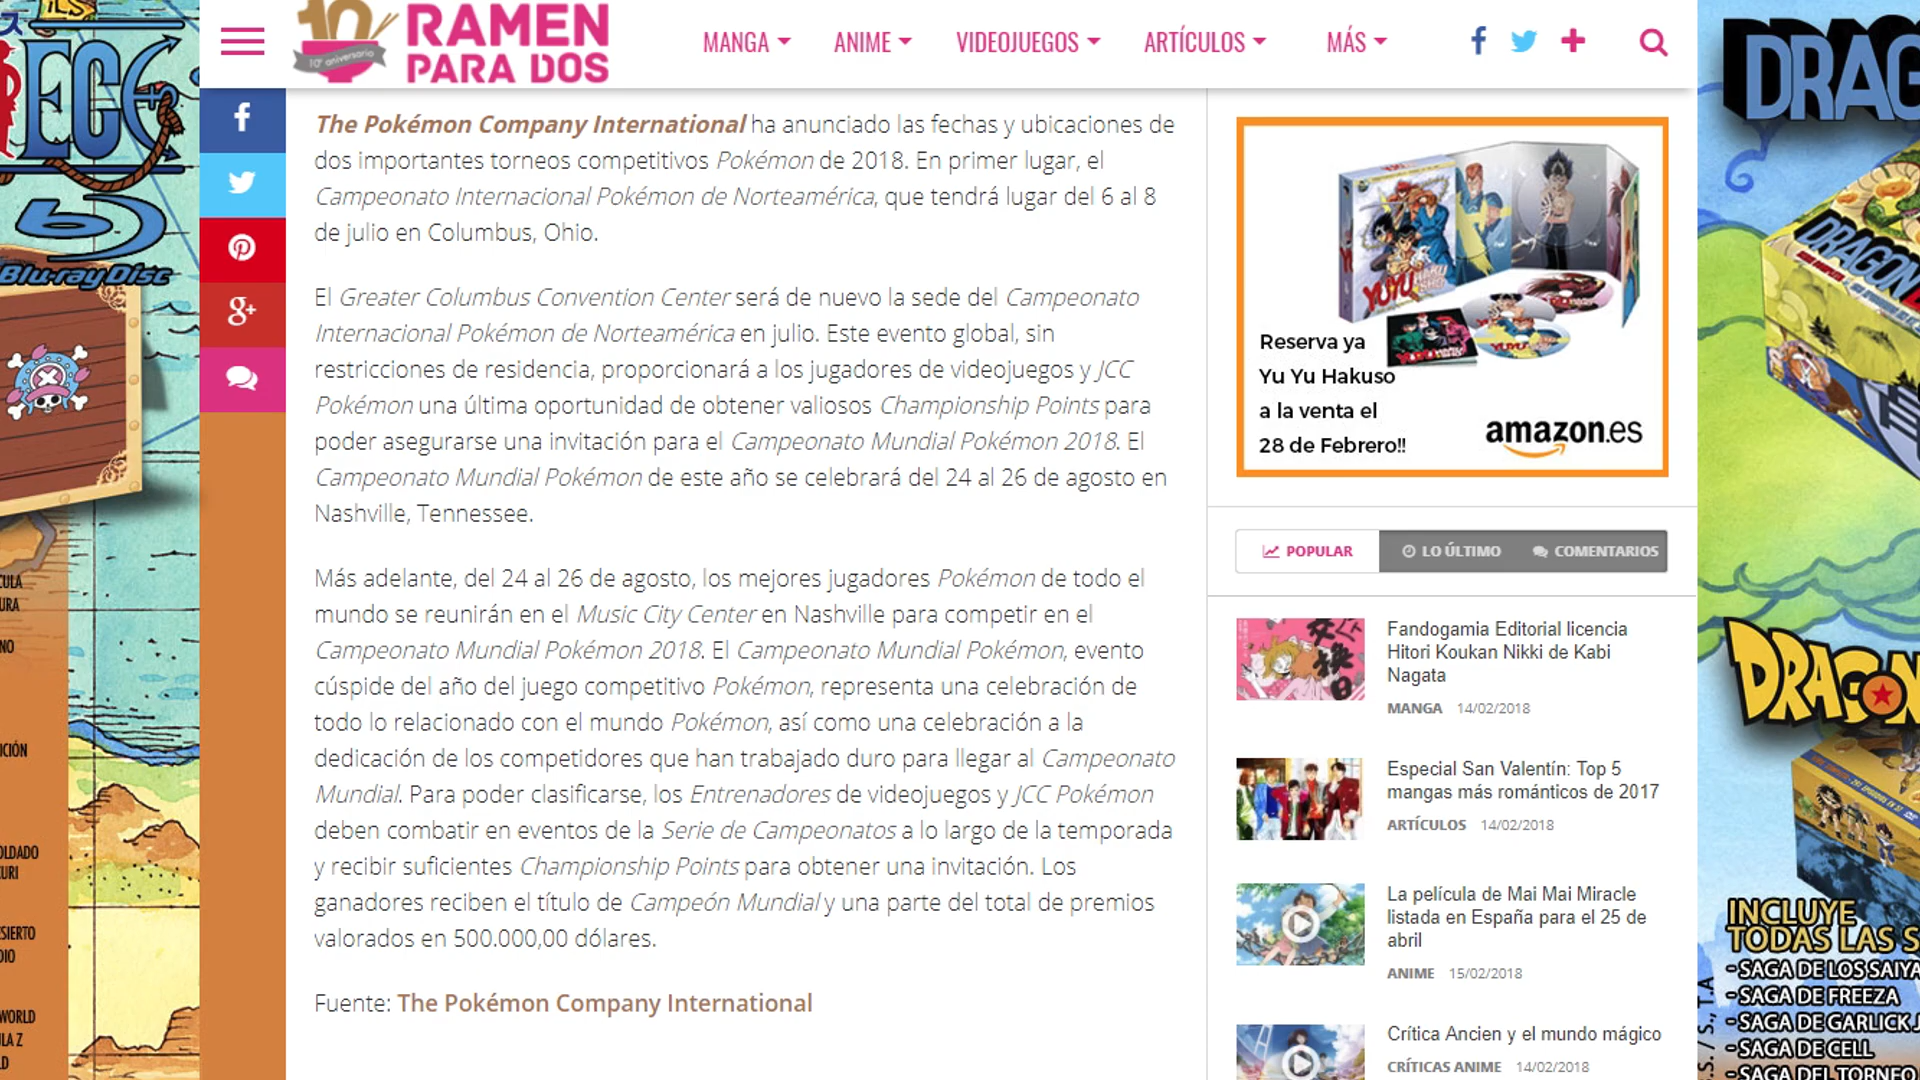 10º aniversario
RAMEN
PARA DOS
MANGA
ANIME
VIDEOJUEGOS
ARTÍCULOS
MÁS
The Pokémon Company International ha anunciado las fechas y ubicaciones de
dos importantes torneos competitivos Pokémon de 2018. En primer lugar, el
Campeonato Internacional Pokémon de Norteamérica, que tendrá lugar del 6 al 8
de julio en Columbus, Ohio.
El Greater Columbus Convention Center será de nuevo la sede del Campeonato
Internacional Pokémon de Norteamérica en julio. Este evento global, sin
restricciones de residencia, proporcionará a los jugadores de videojuegos y JCC
Pokémon una última oportunidad de obtener valiosos Championship Points para
poder asegurarse una invitación para el Campeonato Mundial Pokémon 2018. El
Campeonato Mundial Pokémon de este año se celebrará del 24 al 26 de agosto en
Nashville, Tennessee.
Más adelante, del 24 al 26 de agosto, los mejores jugadores Pokémon de todo el
mundo se reunirán en el Music City Center en Nashville para competir en el
Campeonato Mundial Pokémon 2018. El Campeonato Mundial Pokémon, evento
cúspide del año del juego competitivo Pokémon, representa una celebración de
todo lo relacionado con el mundo Pokémon, así como una celebración a la
dedicación de los competidores que han trabajado duro para llegar al Campeonato
Mundial. Para poder clasificarse, los Entrenadores de videojuegos y JCC Pokémon
deben combatir en eventos de la Serie de Campeonatos a lo largo de la temporada
y recibir suficientes Championship Points para obtener una invitación. Los
ganadores reciben el título de Campeón Mundial y una parte del total de premios
valorados en 500.000,00 dólares.
Fuente: The Pokémon Company International
Reserva ya
Yu Yu Hakuso
a la venta el
28 de Febrero!!
amazon.es
POPULAR
LO ÚLTIMO
COMENTARIOS
Fandogamia Editorial licencia
Hitori Koukan Nikki de Kabi
Nagata
MANGA 14/02/2018
Especial San Valentín: Top 5
mangas más románticos de 2017
ARTÍCULOS 14/02/2018
La película de Mai Mai Miracle
listada en España para el 25 de
abril
ANIME 15/02/2018
Crítica Ancien y el mundo mágico
CRÍTICAS ANIME 14/02/2018
Blu-ray Disc
DRAG
DRAGON
INCLUYE
TODAS LAS S
- SAGA DE LOS SAIYA
- SAGA DE FREEZA
- SAGA DE GARLICK J
- SAGA DE CELL
- SAGA DEL TORNEO